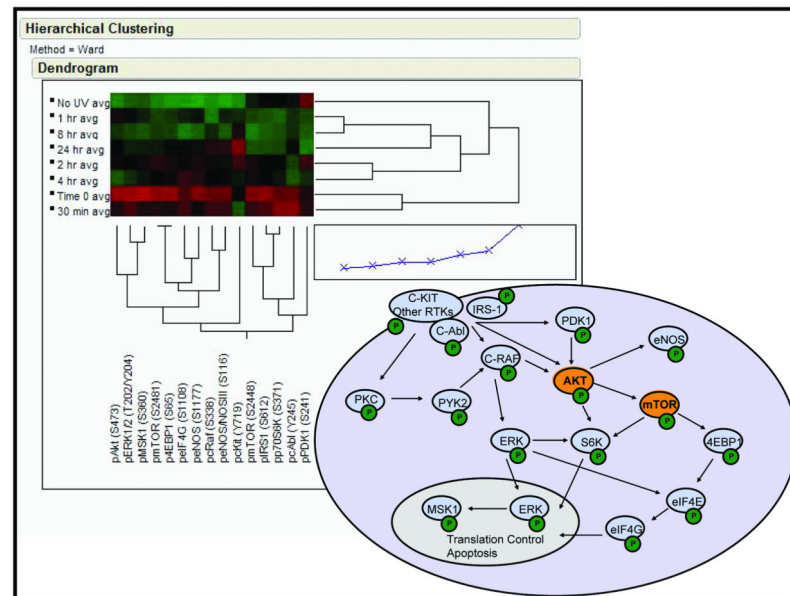 Hierarchical Clustering
Method = Ward
Dendrogram
No UV avg
1 hr avg
8 hr avg
24 hr avg
2 hr avg
4 hr avg
Time 0 avg
30 min avg
pAkt (S473)
pERK1/2 (T202/Y204)
pMSK1 (S360)
pmTOR (S2481)
p4EBP1 (S65)
peIF4G (S1108)
peNOS (S1177)
pcRaf (S338)
peNOS/NOSIII (S116)
pcKit (Y719)
pmTOR (S2448)
pIRS1 (S612)
pp70S6K (S371)
pcAbl (Y245)
pPDK1 (S241)
C-KIT
Other RTKs
P
IRS-1
P
C-Abl
P
PDK1
P
eNOS
P
C-RAF
P
AKT
P
PKC
P
PYK2
P
mTOR
P
ERK
P
S6K
P
4EBP1
P
MSK1
P
ERK
P
eIF4E
P
eIF4G
P
Translation Control
Apoptosis